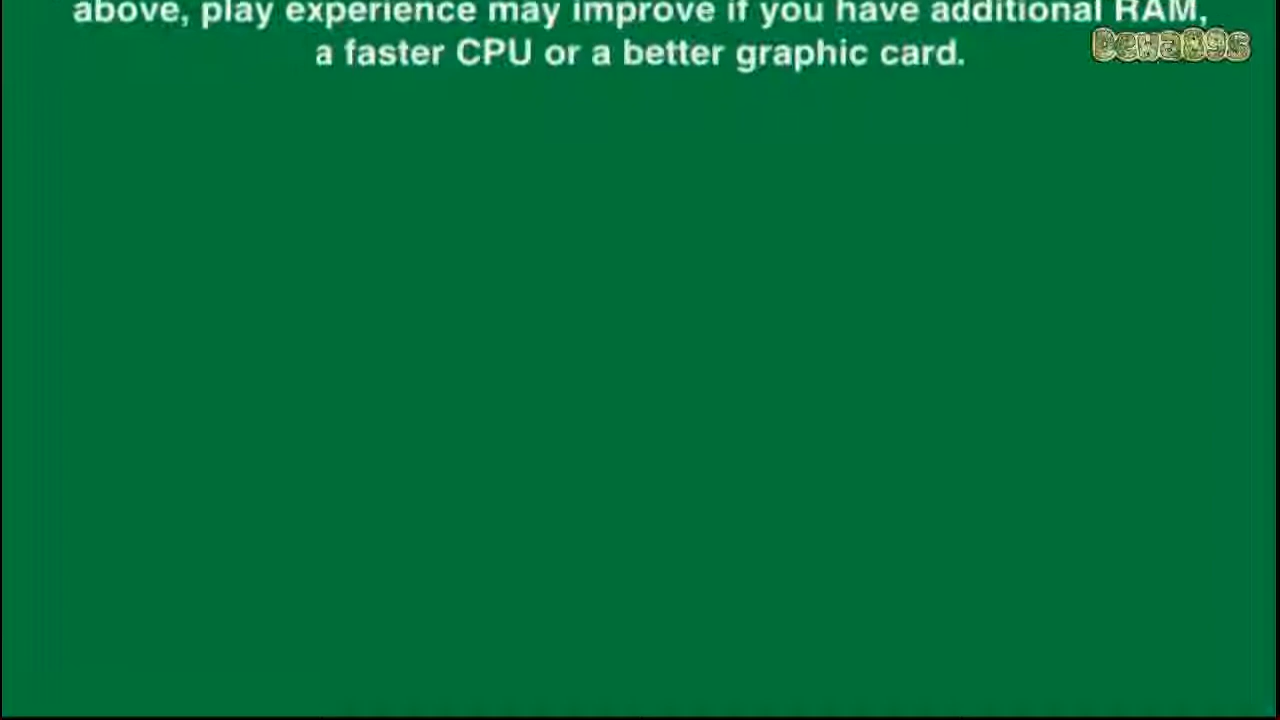 above, play experience may improve if you have additional RAM,
a faster CPU or a better graphic card.